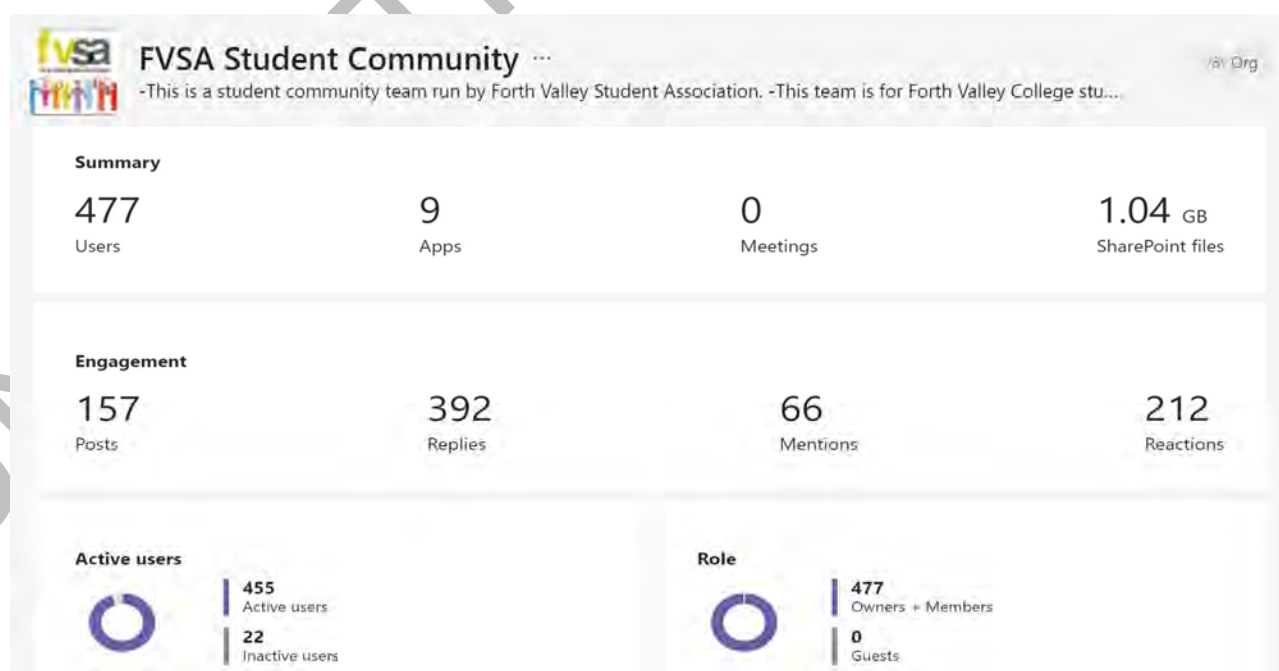 fvsa
FVSA Student Community ...
-This is a student community team run by Forth Valley Student Association. -This team is for Forth Valley College stu....
Org
Summary
477 9 0 1.04 GB
Users Apps Meetings SharePoint files
Engagement
157 392 66 212
Posts Replies Mentions Reactions
Active users
455
Active users
22
Inactive users
Role
477
Owners + Members
0
Guests